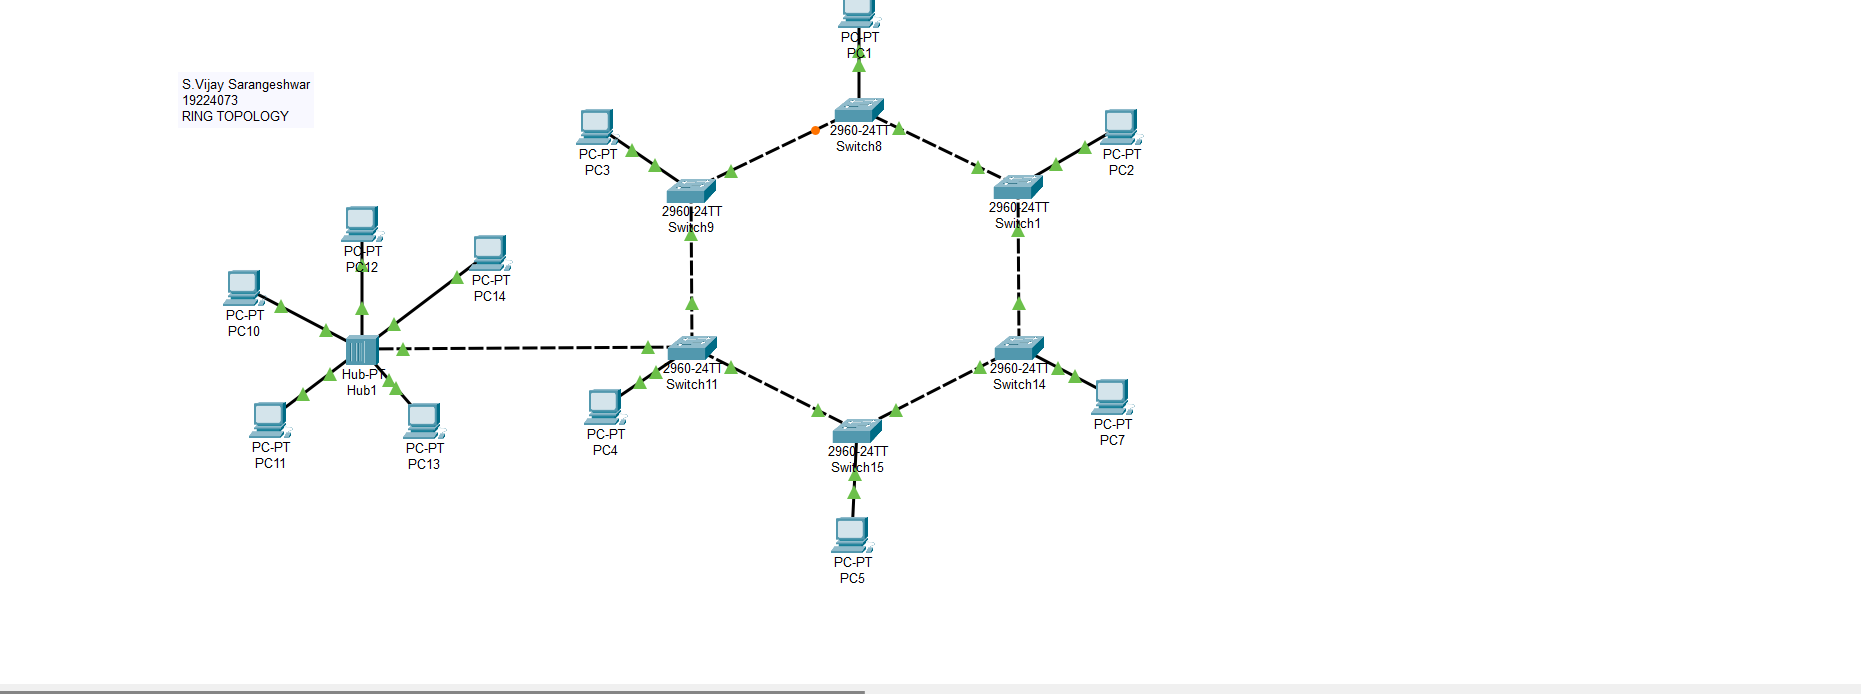 S.Vijay Sarangeshwar
19224073
RING TOPOLOGY
PC-PT
PC1
2960-24TT
Switch8
PC-PT
PC3
PC-PT
PC2
2960-24TT
Switch9
2960-24TT
Switch1
PC-PT
PC12
PC-PT
PC14
PC-PT
PC10
Hub-PT
Hub1
2960-24TT
Switch11
2960-24TT
Switch14
PC-PT
PC11
PC-PT
PC13
PC-PT
PC4
PC-PT
PC7
2960-24TT
Switch15
PC-PT
PC5